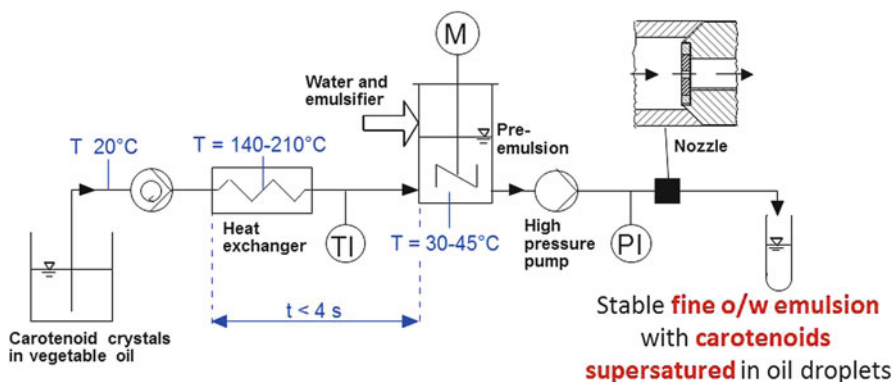 M
Water and
emulsifier
Pre-
emulsion
Nozzle
T 20°C
T = 140-210°C
Heat
exchanger
TI
T = 30-45°C
High
pressure
pump
PI
t < 4 s
Carotenoid crystals
in vegetable oil
Stable fine o/w emulsion
with carotenoids
supersatured in oil droplets